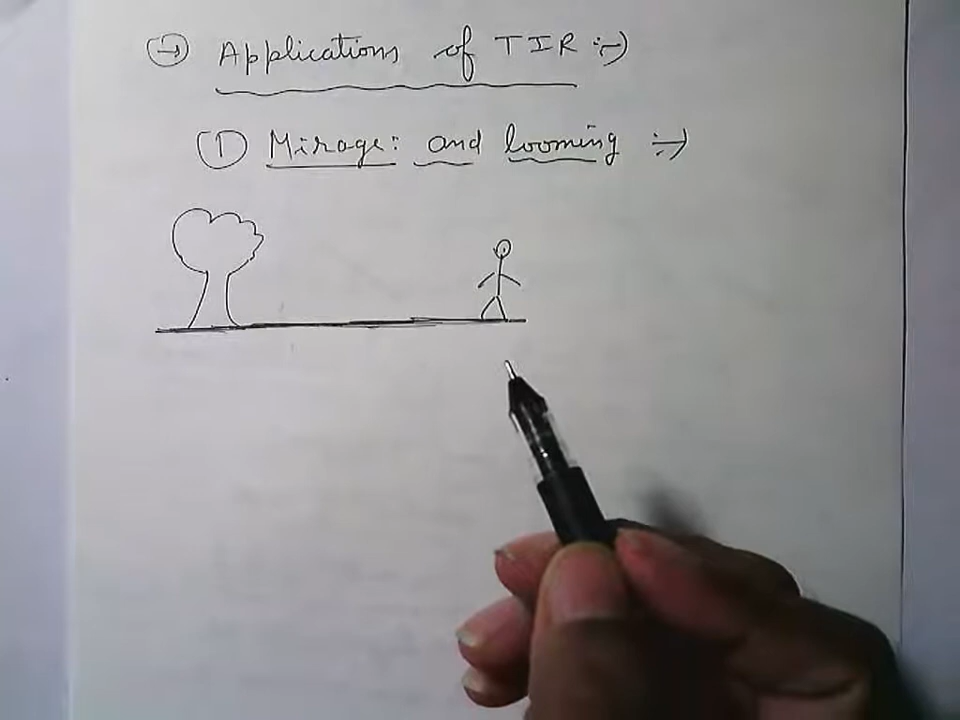 → Applications of TIR :-)
(1) Mirage: and looming :-)